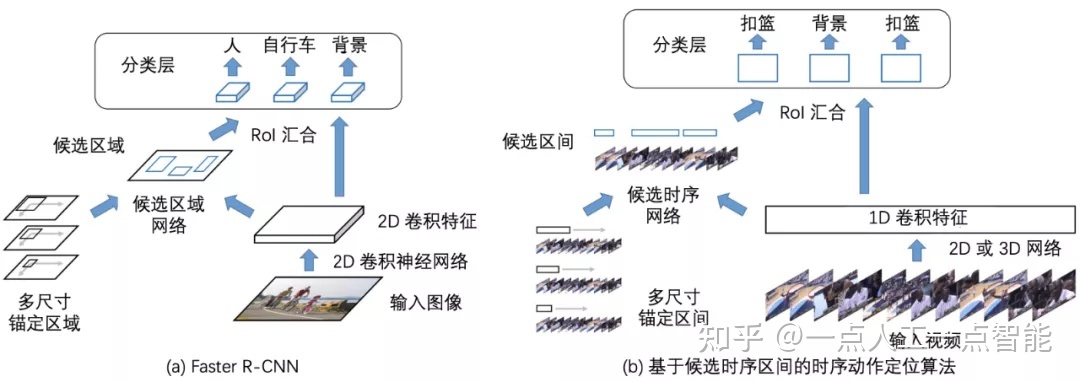 分类层
人 自行车 背景
RoI 汇合
候选区域
候选区域
网络
2D 卷积特征
2D 卷积神经网络
输入图像
多尺寸
锚定区域
(a) Faster R-CNN
分类层
扣篮 背景 扣篮
RoI 汇合
候选区间
候选时序
网络
1D 卷积特征
2D 或 3D 网络
多尺寸
锚定区间
输入视频
知乎 @一点人工一点智能
(b) 基于候选时序区间的时序动作定位算法